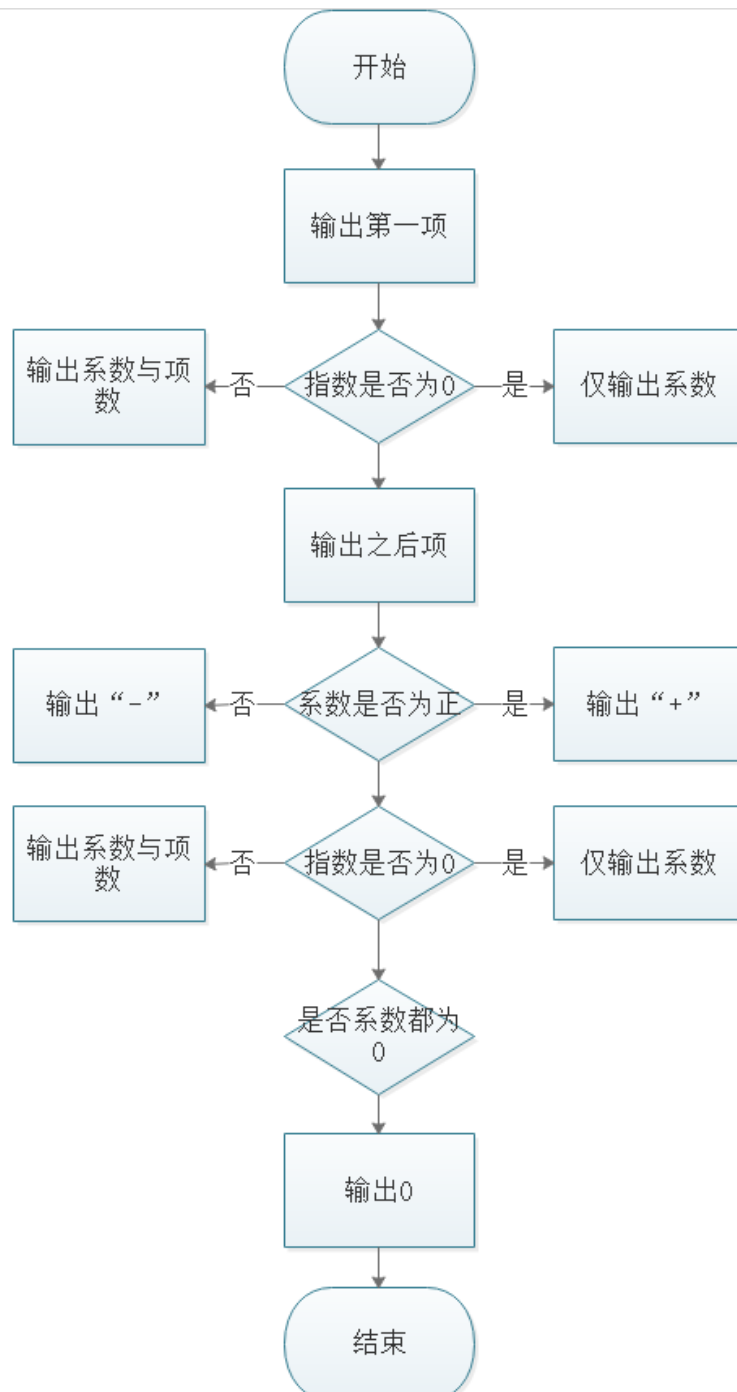 开始
输出第一项
输出系数与项
数
否
指数是否为0
是
仅输出系数
输出之后项
输出“-”
否
系数是否为正
是
输出“+”
输出系数与项
数
否
指数是否为0
是
仅输出系数
是否系数都为
0
输出0
结束